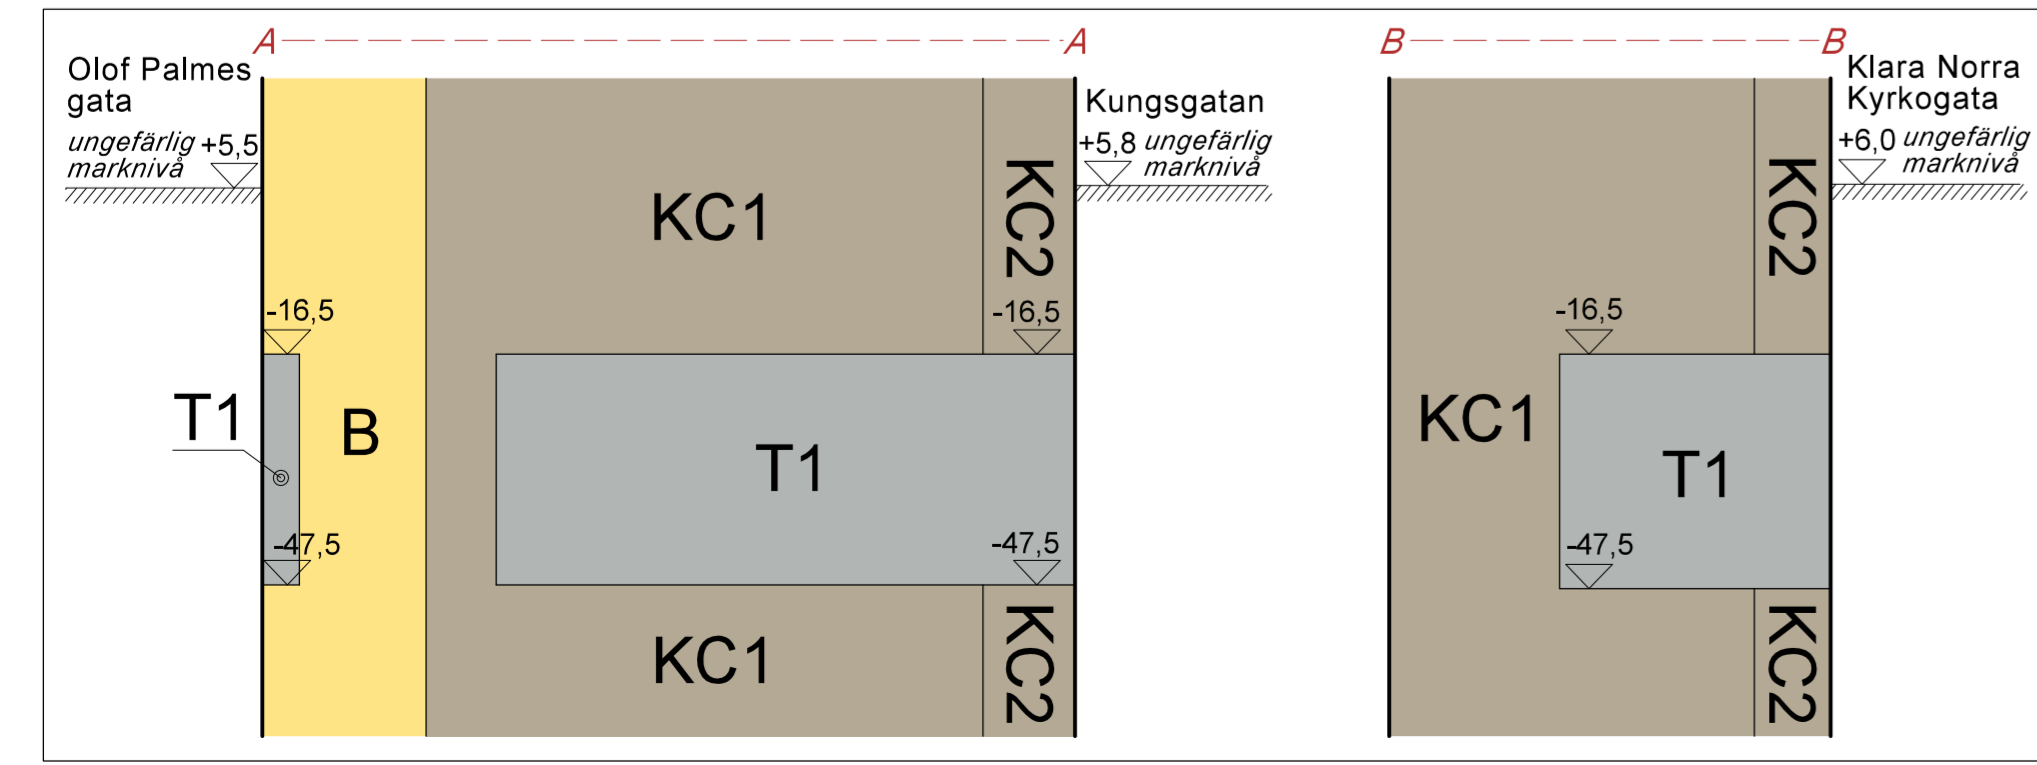 A A
Olof Palmes
gata
ungefärlig +5,5
marknivå
Kungsgatan
+5,8 ungefärlig
marknivå
KC1
KC2
-16,5
-16,5
T1
B
T1
-47,5
-47,5
KC1
KC2
B B
Klara Norra
Kyrkogata
+6,0 ungefärlig
marknivå
KC2
-16,5
KC1
T1
-47,5
KC2